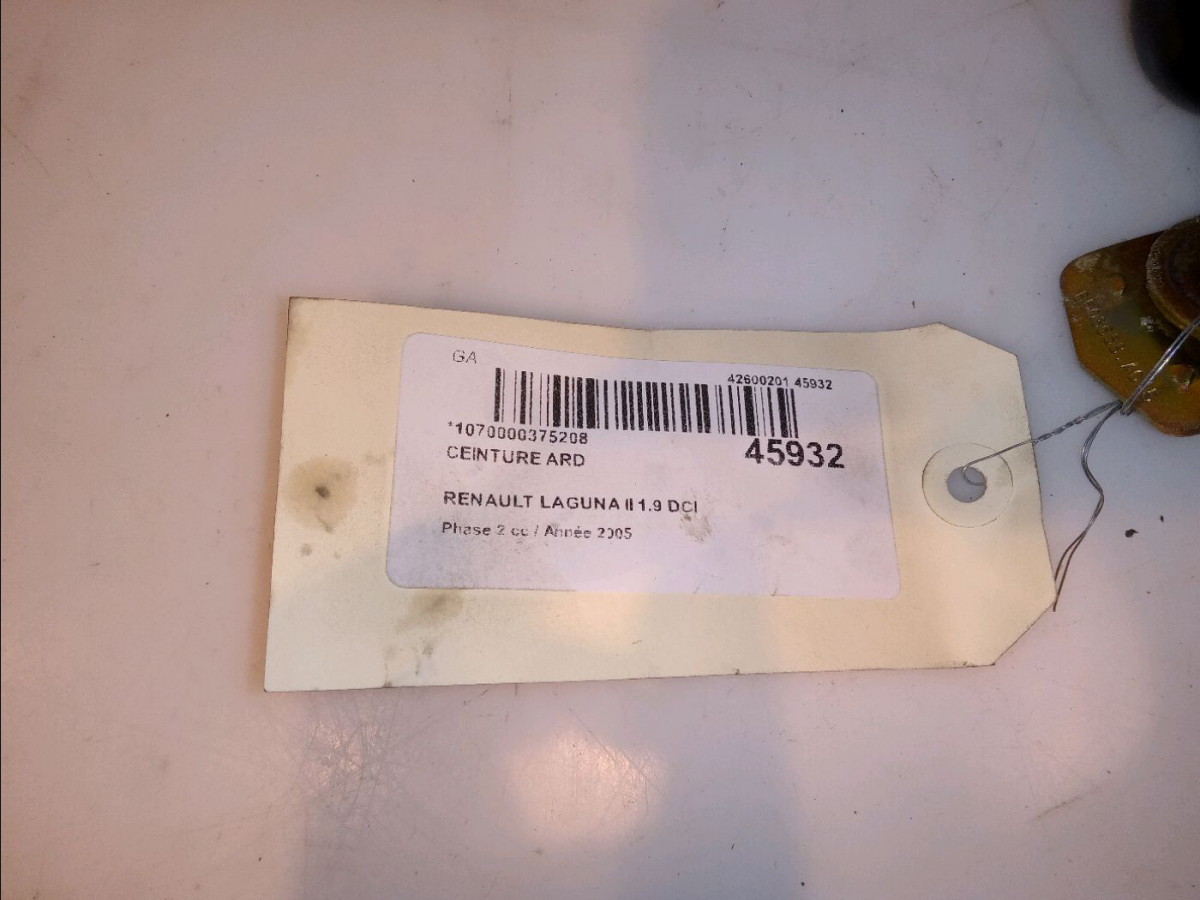 GA
42600201 45932
*1070000375208
45932
CEINTURE ARD
RENAULT LAGUNA II 1.9 DCI
Phase 2 cc / Année 2005